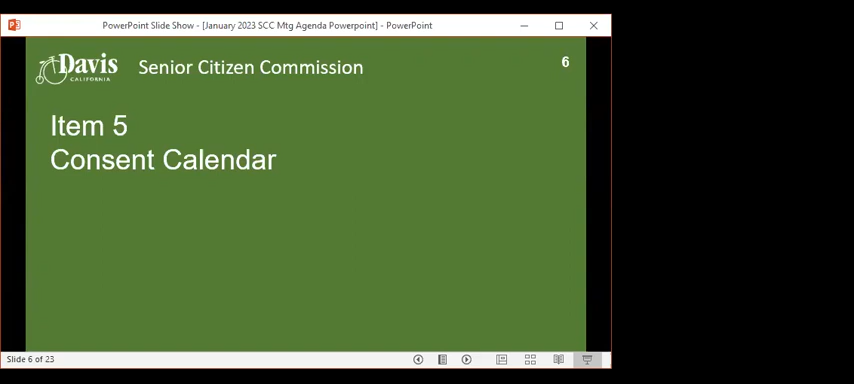 PowerPoint Slide Show - [January 2023 SCC Mtg Agenda Powerpoint] - PowerPoint
Davis
CALIFORNIA
Senior Citizen Commission
6
Item 5
Consent Calendar
Slide 6 of 23